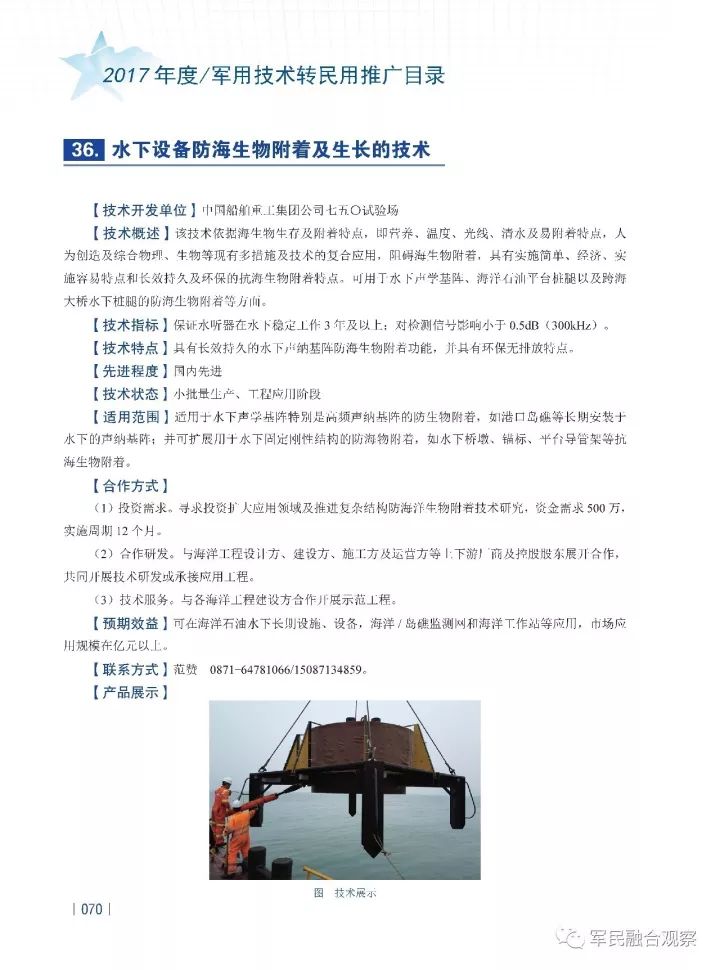 2017年度/军用技术转民用推广目录
36. 水下设备防海生物附着及生长的技术
【技术开发单位】中国船舶重工集团公司七五〇试验场
【技术概述】该技术依据海生物生存及附着特点，即营养、温度、光线、清水及易附着特点，人
为创造及综合物理、生物等现有多措施及技术的复合应用，阻碍海生物附着，具有实施简单、经济、实
施容易特点和长效持久及环保的抗海生物附着特点。可用于水下声学基阵、海洋石油平台桩腿以及跨海
大桥水下桩腿的防海生物附着等方面。
【技术指标】保证水听器在水下稳定工作3年及以上；对检测信号影响小于0.5dB（300kHz）。
【技术特点】具有长效持久的水下声纳基阵防海生物附着功能，并具有环保无排放特点。
【先进程度】国内先进
【技术状态】小批量生产、工程应用阶段
【适用范围】适用于水下声学基阵特别是高频声纳基阵的防生物附着，如港口岛礁等长期安装于
水下的声纳基阵；并可扩展用于水下固定刚性结构的防海物附着，如水下桥墩、锚标、平台导管架等抗
海生物附着。
【合作方式】
（1）投资需求。寻求投资扩大应用领域及推进复杂结构防海洋生物附着技术研究，资金需求500万，
实施周期12个月。
（2）合作研发。与海洋工程设计方、建设方、施工方及运营方等上下游厂商及控股股东展开合作，
共同开展技术研发或承接应用工程。
（3）技术服务。与各海洋工程建设方合作开展示范工程。
【预期效益】可在海洋石油水下长期设施、设备，海洋/岛礁监测网和海洋工作站等应用，市场应
用规模在亿元以上。
【联系方式】范赞 0871-64781066/15087134859。
【产品展示】
图 技术展示
| 070 |
军民融合观察